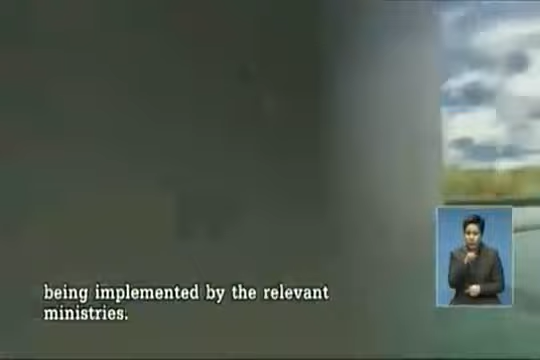 being implemented by the relevant
ministries.